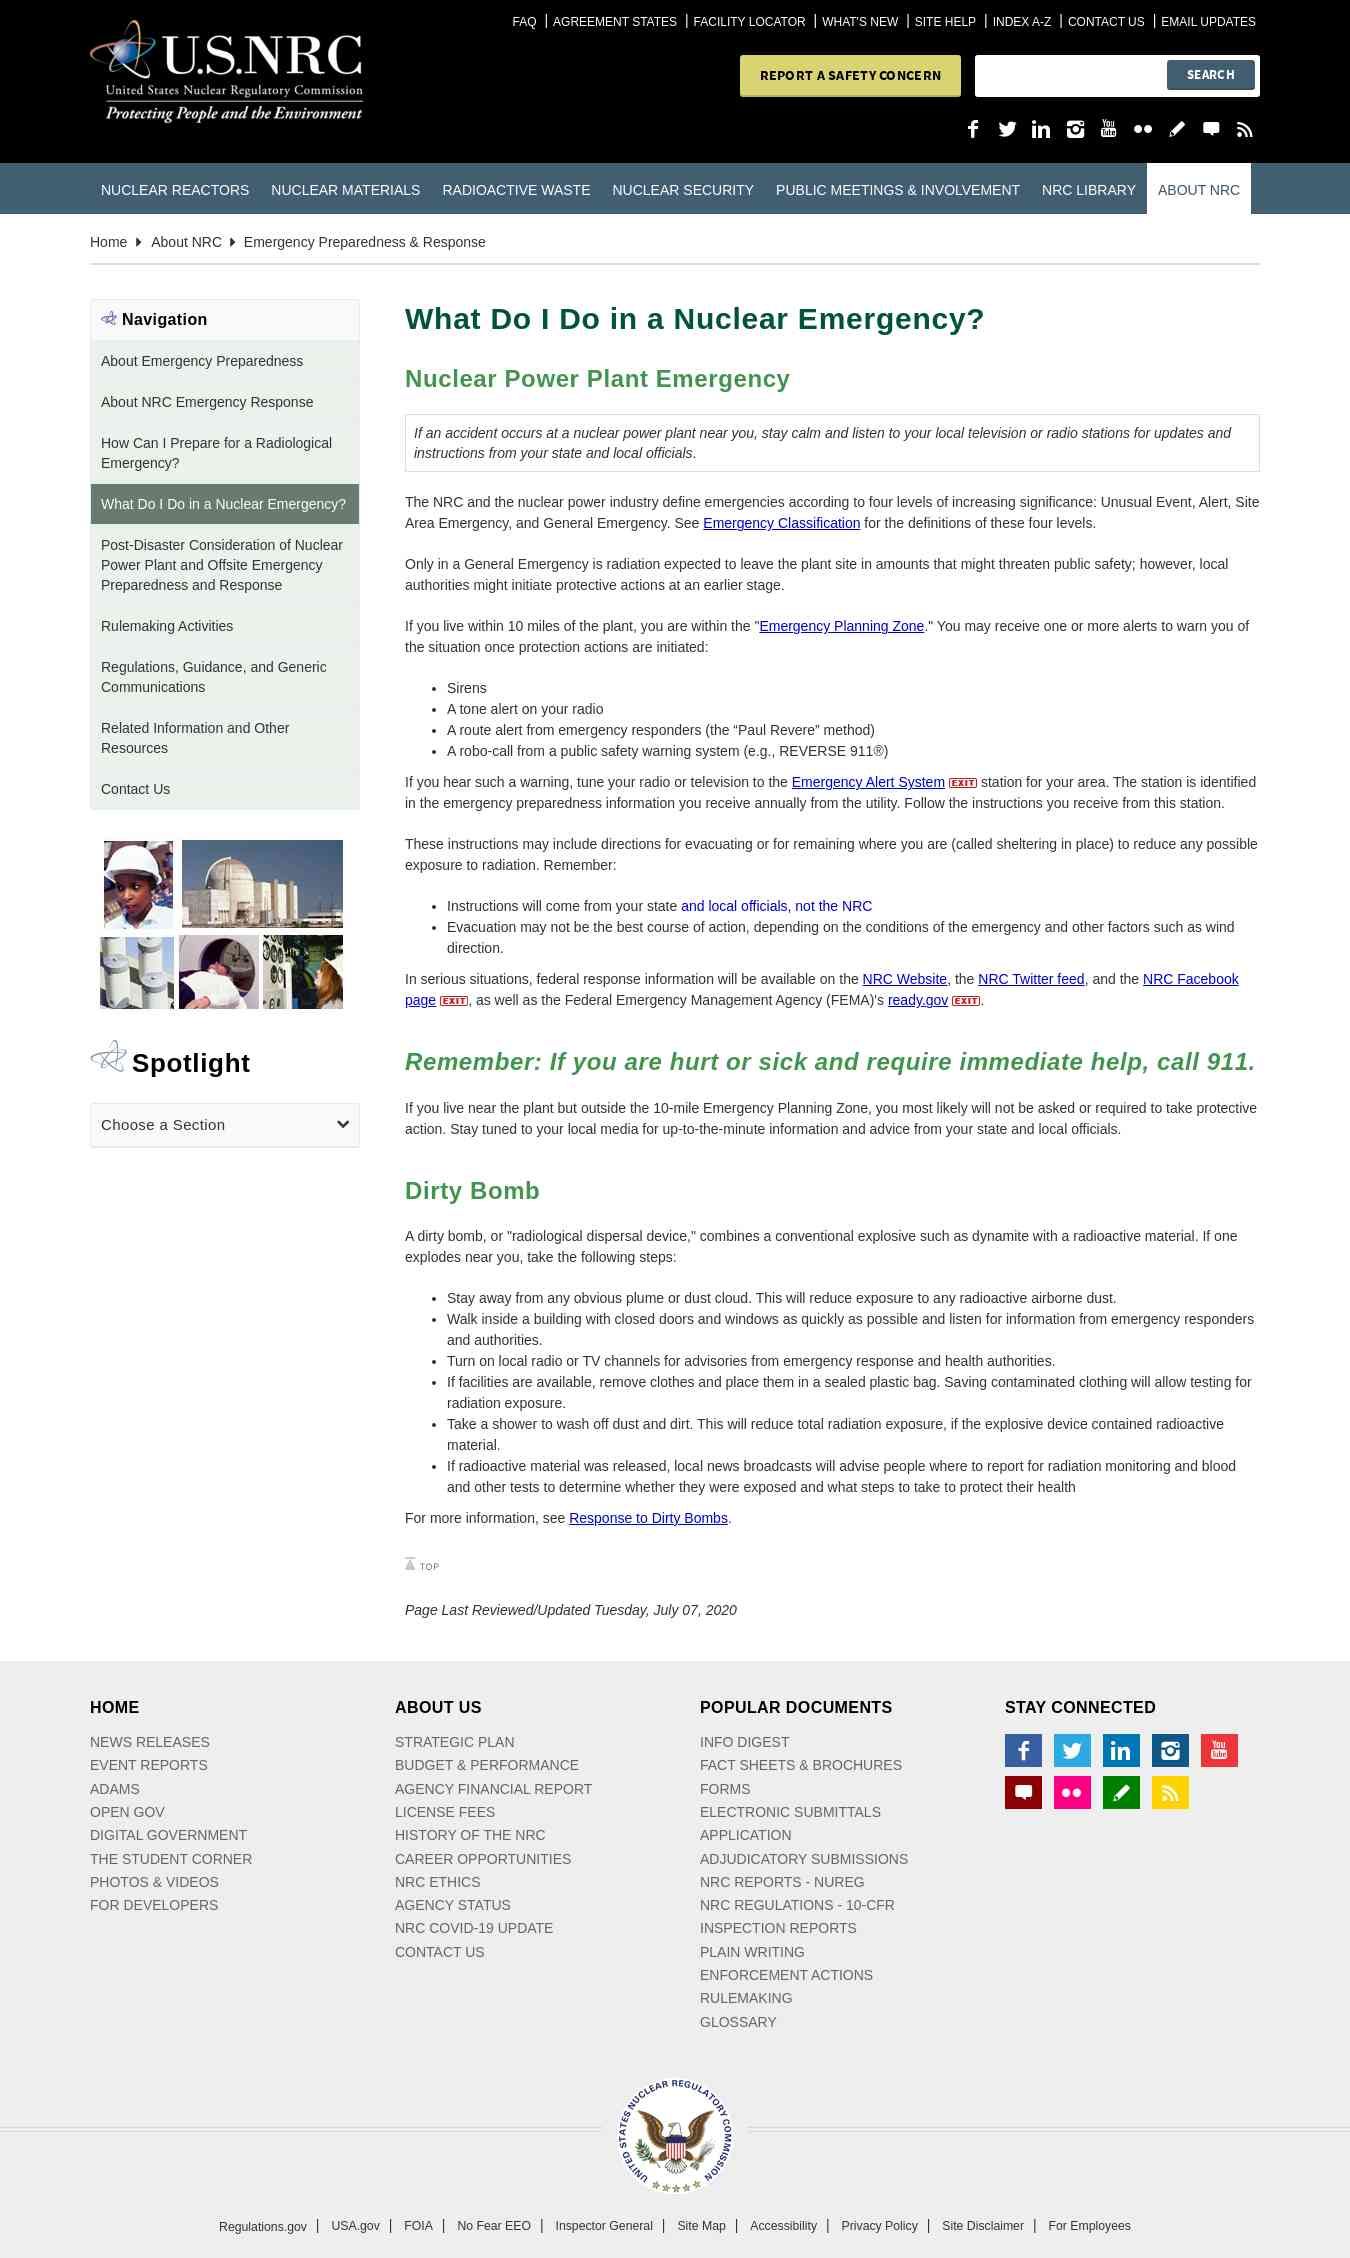 FAQ | AGREEMENT STATES | FACILITY LOCATOR | WHAT'S NEW | SITE HELP | INDEX A-Z | CONTACT US | EMAIL UPDATES
U.S.NRC
United States Nuclear Regulatory Commission
Protecting People and the Environment
REPORT A SAFETY CONCERN
SEARCH
NUCLEAR REACTORS NUCLEAR MATERIALS RADIOACTIVE WASTE NUCLEAR SECURITY PUBLIC MEETINGS & INVOLVEMENT NRC LIBRARY ABOUT NRC
Home About NRC Emergency Preparedness & Response
Navigation
About Emergency Preparedness
About NRC Emergency Response
How Can I Prepare for a Radiological
Emergency?
What Do I Do in a Nuclear Emergency?
Post-Disaster Consideration of Nuclear
Power Plant and Offsite Emergency
Preparedness and Response
Rulemaking Activities
Regulations, Guidance, and Generic
Communications
Related Information and Other
Resources
Contact Us
Spotlight
Choose a Section
What Do I Do in a Nuclear Emergency?
Nuclear Power Plant Emergency
If an accident occurs at a nuclear power plant near you, stay calm and listen to your local television or radio stations for updates and
instructions from your state and local officials.
The NRC and the nuclear power industry define emergencies according to four levels of increasing significance: Unusual Event, Alert, Site
Area Emergency, and General Emergency. See Emergency Classification for the definitions of these four levels.
Only in a General Emergency is radiation expected to leave the plant site in amounts that might threaten public safety; however, local
authorities might initiate protective actions at an earlier stage.
If you live within 10 miles of the plant, you are within the "Emergency Planning Zone." You may receive one or more alerts to warn you of
the situation once protection actions are initiated:
• Sirens
• A tone alert on your radio
• A route alert from emergency responders (the “Paul Revere” method)
• A robo-call from a public safety warning system (e.g., REVERSE 911®)
If you hear such a warning, tune your radio or television to the Emergency Alert System EXIT station for your area. The station is identified
in the emergency preparedness information you receive annually from the utility. Follow the instructions you receive from this station.
These instructions may include directions for evacuating or for remaining where you are (called sheltering in place) to reduce any possible
exposure to radiation. Remember:
• Instructions will come from your state and local officials, not the NRC
• Evacuation may not be the best course of action, depending on the conditions of the emergency and other factors such as wind
direction.
In serious situations, federal response information will be available on the NRC Website, the NRC Twitter feed, and the NRC Facebook
page EXIT, as well as the Federal Emergency Management Agency (FEMA)'s ready.gov EXIT.
Remember: If you are hurt or sick and require immediate help, call 911.
If you live near the plant but outside the 10-mile Emergency Planning Zone, you most likely will not be asked or required to take protective
action. Stay tuned to your local media for up-to-the-minute information and advice from your state and local officials.
Dirty Bomb
A dirty bomb, or "radiological dispersal device," combines a conventional explosive such as dynamite with a radioactive material. If one
explodes near you, take the following steps:
• Stay away from any obvious plume or dust cloud. This will reduce exposure to any radioactive airborne dust.
• Walk inside a building with closed doors and windows as quickly as possible and listen for information from emergency responders
and authorities.
• Turn on local radio or TV channels for advisories from emergency response and health authorities.
• If facilities are available, remove clothes and place them in a sealed plastic bag. Saving contaminated clothing will allow testing for
radiation exposure.
• Take a shower to wash off dust and dirt. This will reduce total radiation exposure, if the explosive device contained radioactive
material.
• If radioactive material was released, local news broadcasts will advise people where to report for radiation monitoring and blood
and other tests to determine whether they were exposed and what steps to take to protect their health
For more information, see Response to Dirty Bombs.
TOP
Page Last Reviewed/Updated Tuesday, July 07, 2020
HOME
NEWS RELEASES
EVENT REPORTS
ADAMS
OPEN GOV
DIGITAL GOVERNMENT
THE STUDENT CORNER
PHOTOS & VIDEOS
FOR DEVELOPERS
ABOUT US
STRATEGIC PLAN
BUDGET & PERFORMANCE
AGENCY FINANCIAL REPORT
LICENSE FEES
HISTORY OF THE NRC
CAREER OPPORTUNITIES
NRC ETHICS
AGENCY STATUS
NRC COVID-19 UPDATE
CONTACT US
POPULAR DOCUMENTS
INFO DIGEST
FACT SHEETS & BROCHURES
FORMS
ELECTRONIC SUBMITTALS
APPLICATION
ADJUDICATORY SUBMISSIONS
NRC REPORTS - NUREG
NRC REGULATIONS - 10-CFR
INSPECTION REPORTS
PLAIN WRITING
ENFORCEMENT ACTIONS
RULEMAKING
GLOSSARY
STAY CONNECTED
UNITED STATES NUCLEAR REGULATORY COMMISSION
Regulations.gov | USA.gov | FOIA | No Fear EEO | Inspector General | Site Map | Accessibility | Privacy Policy | Site Disclaimer | For Employees